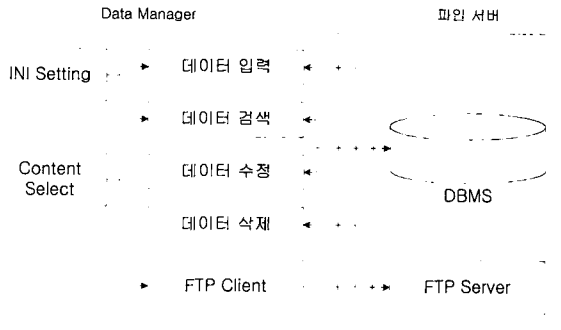 Data Manager
파인 서버
INI Setting
데이터 입력
데이터 검색
Content
Select
데이터 수정
DBMS
데이터 삭제
FTP Client
FTP Server